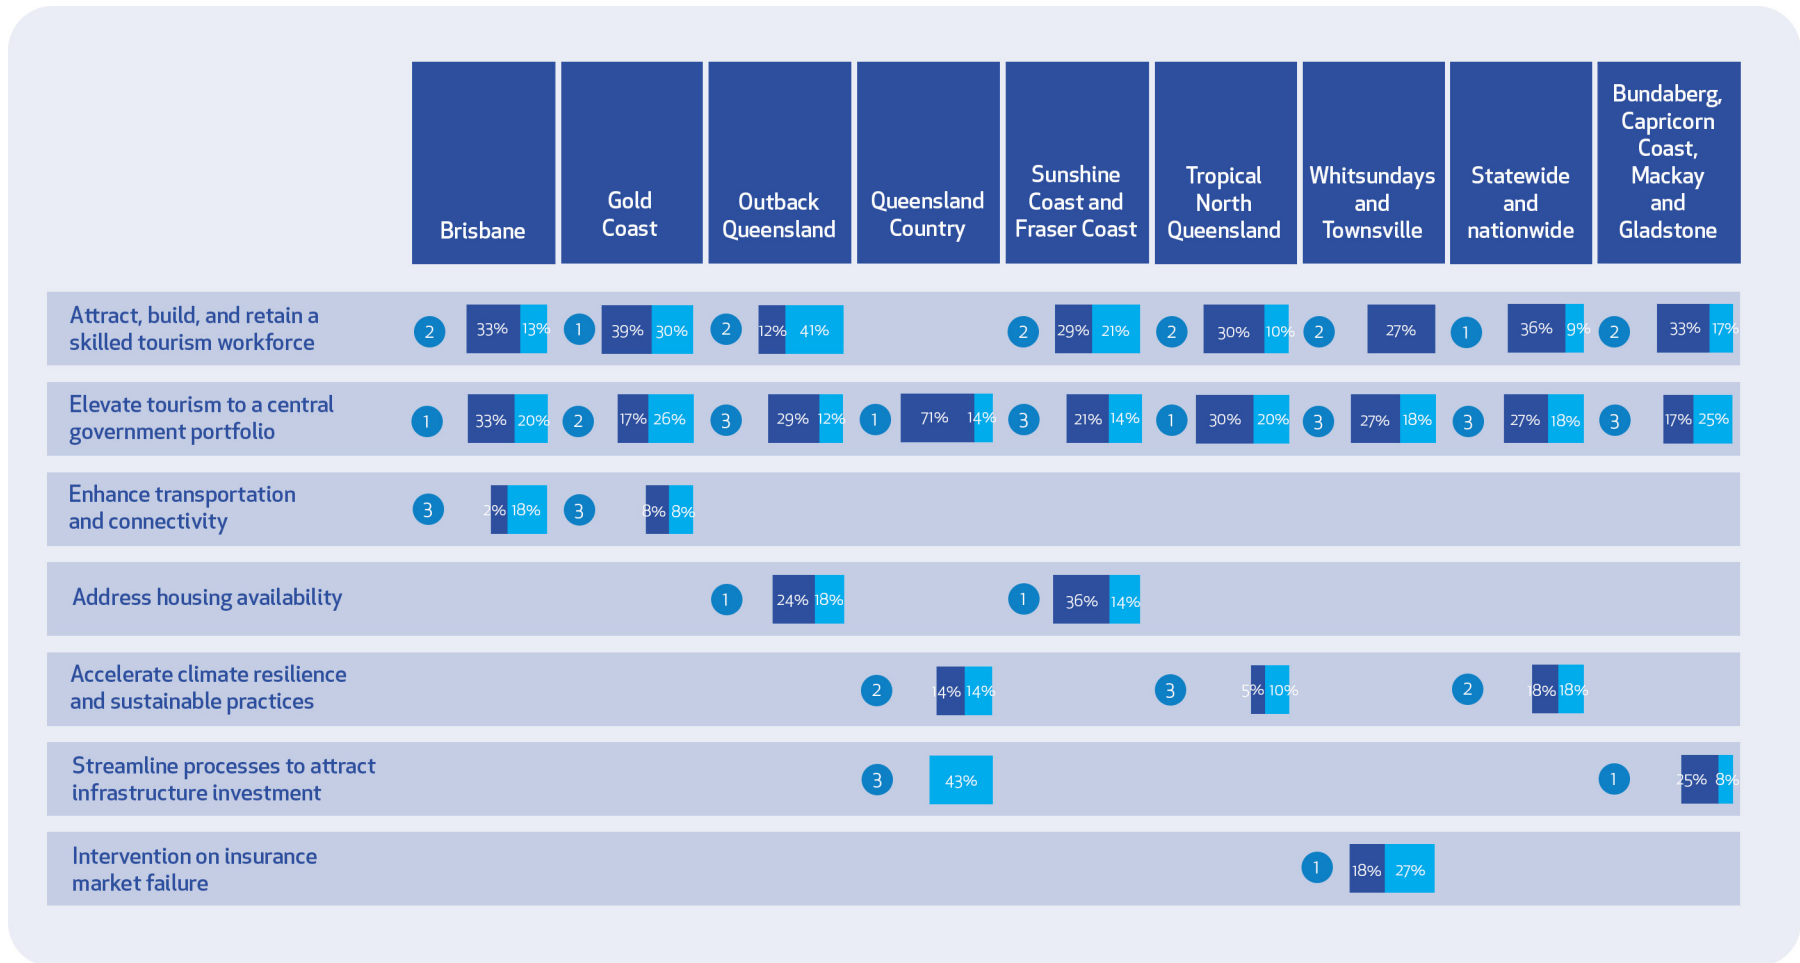 Brisbane
Gold
Coast
Outback
Queensland
Queensland
Country
Sunshine
Coast and
Fraser Coast
Tropical
North
Queensland
Whitsundays
and
Townsville
Statewide
and
nationwide
Bundaberg,
Capricorn
Coast,
Mackay
and
Gladstone
Attract, build, and retain a
skilled tourism workforce
2 33% 13% 1 39% 30% 2 12% 41% 2 29% 21% 2 30% 10% 2 27% 1 36% 9% 2 33% 17%
Elevate tourism to a central
government portfolio
1 33% 20% 2 17% 26% 3 29% 12% 1 71% 14% 3 21% 14% 1 30% 20% 3 27% 18% 3 27% 18% 3 17% 25%
Enhance transportation
and connectivity
3 2% 18% 3 8% 8%
Address housing availability
1 24% 18% 1 36% 14%
Accelerate climate resilience
and sustainable practices
2 14% 14% 3 5% 10% 2 18% 18%
Streamline processes to attract
infrastructure investment
3 43% 1 25% 8%
Intervention on insurance
market failure
1 18% 27%